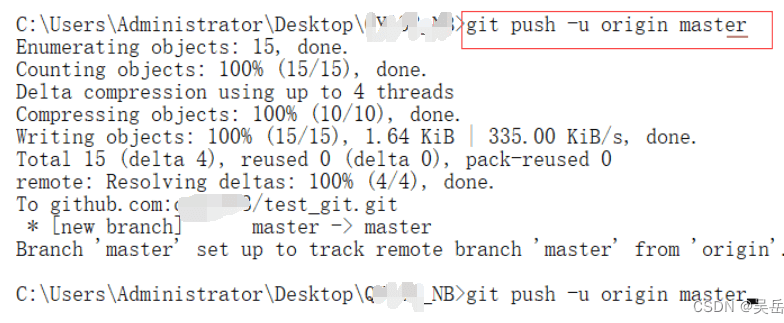 C:\Users\Administrator\Desktop\ _NB>git push -u origin master
Enumerating objects: 15, done.
Counting objects: 100% (15/15), done.
Delta compression using up to 4 threads
Compressing objects: 100% (10/10), done.
Writing objects: 100% (15/15), 1.64 KiB | 335.00 KiB/s, done.
Total 15 (delta 4), reused 0 (delta 0), pack-reused 0
remote: Resolving deltas: 100% (4/4), done.
To github.com: /test_git.git
* [new branch] master -> master
Branch 'master' set up to track remote branch 'master' from 'origin'.
C:\Users\Administrator\Desktop\ _NB>git push -u origin master
CSDN @吴岳